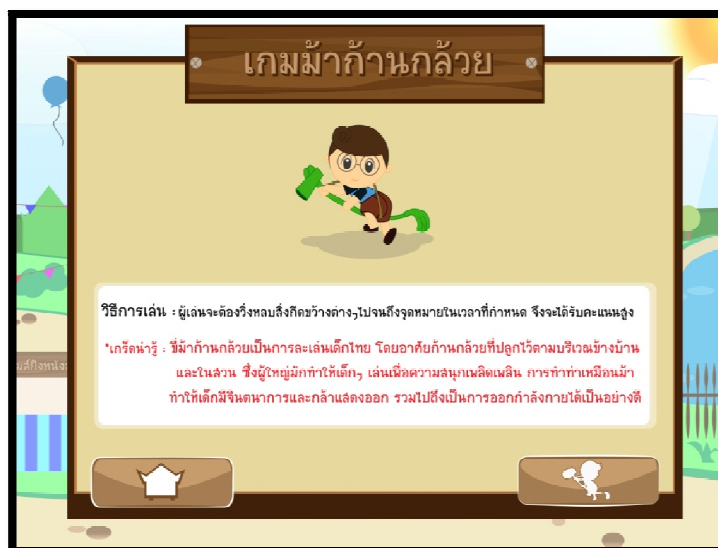 เกมม้าก้านกล้วย
วิธีการเล่น : ผู้เล่นจะต้องวิ่งหลบสิ่งกีดขวางต่างๆไปจนถึงจุดหมายในเวลาที่กำหนด จึงจะได้รับคะแนนสูง
*เกร็ดน่ารู้ : ขี่ม้าก้านกล้วยเป็นการละเล่นเด็กไทย โดยอาศัยก้านกล้วยที่ปลูกไว้ตามบริเวณข้างบ้าน
และในสวน ซึ่งผู้ใหญ่มักทำให้เด็กๆ เล่นเพื่อความสนุกเพลิดเพลิน การทำท่าเหมือนม้า
ทำให้เด็กมีจินตนาการและกล้าแสดงออก รวมไปถึงเป็นการออกกำลังกายได้เป็นอย่างดี